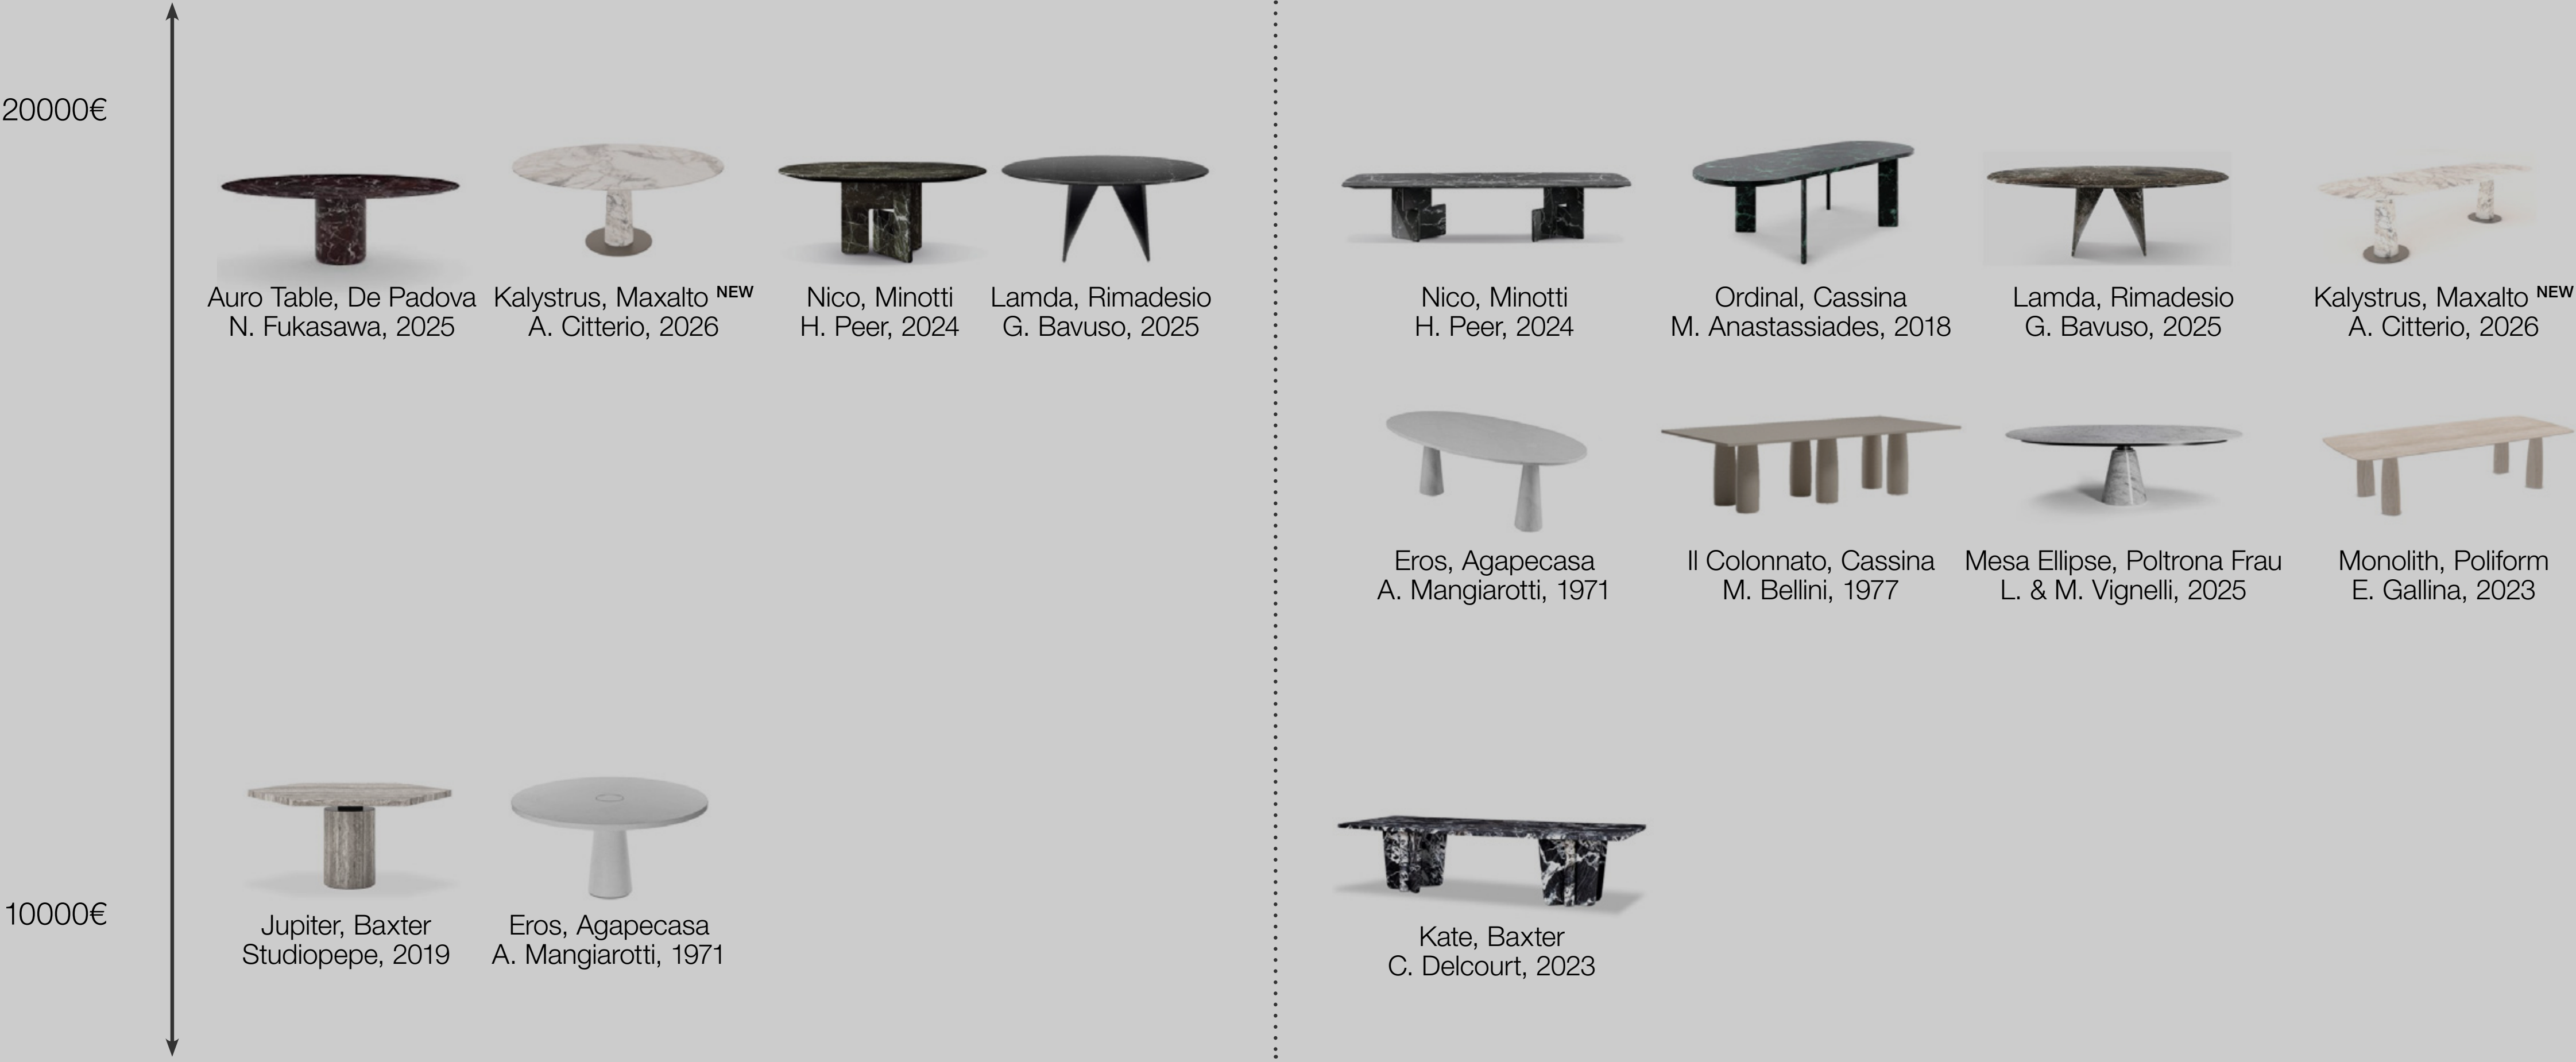 20000€
Auro Table, De Padova
N. Fukasawa, 2025
Kalystrus, Maxalto NEW
A. Citterio, 2026
Nico, Minotti
H. Peer, 2024
Lamda, Rimadesio
G. Bavuso, 2025
Nico, Minotti
H. Peer, 2024
Ordinal, Cassina
M. Anastassiades, 2018
Lamda, Rimadesio
G. Bavuso, 2025
Kalystrus, Maxalto NEW
A. Citterio, 2026
Eros, Agapecasa
A. Mangiarotti, 1971
Il Colonnato, Cassina
M. Bellini, 1977
Mesa Ellipse, Poltrona Frau
L. & M. Vignelli, 2025
Monolith, Poliform
E. Gallina, 2023
10000€
Jupiter, Baxter
Studiopepe, 2019
Eros, Agapecasa
A. Mangiarotti, 1971
Kate, Baxter
C. Delcourt, 2023